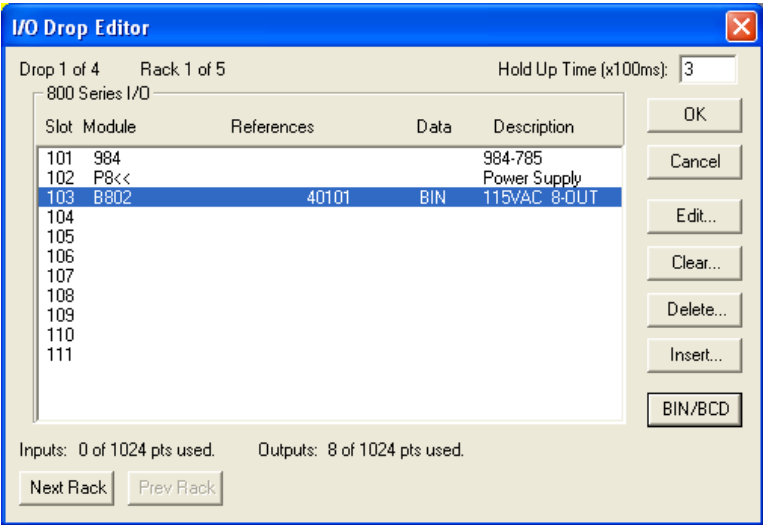 I/O Drop Editor
Drop 1 of 4 Rack 1 of 5 Hold Up Time (x100ms): 3
800 Series I/O
Slot Module References Data Description
101 984 984-785
102 P8<< Power Supply
103 B802 40101 BIN 115VAC 8-OUT
104
105
106
107
108
109
110
111
OK
Cancel
Edit...
Clear...
Delete...
Insert...
BIN/BCD
Inputs: 0 of 1024 pts used. Outputs: 8 of 1024 pts used.
Next Rack Prev Rack